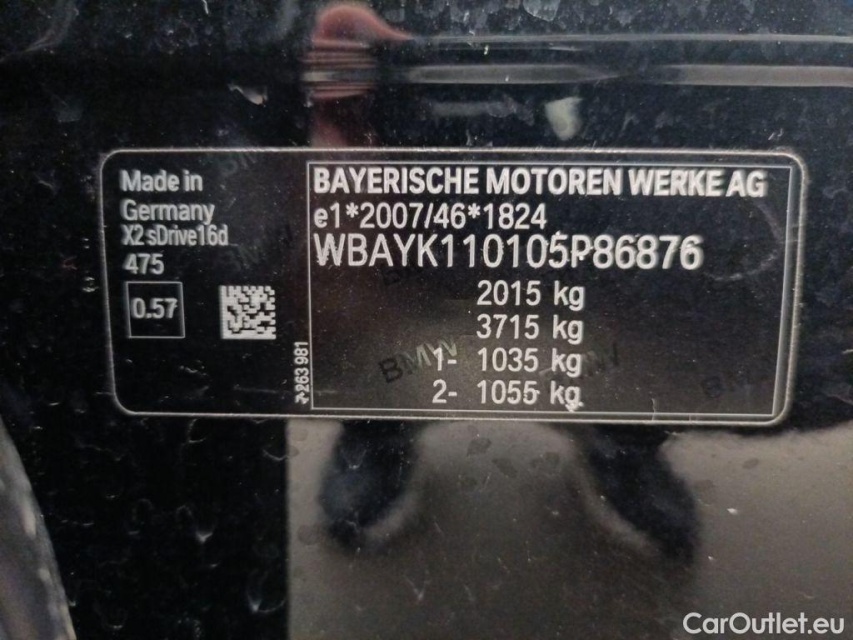 Made in
Germany
X2 sDrive16d
475
0.57
263 981
BAYERISCHE MOTOREN WERKE AG
e1*2007/46*1824
WBAYK110105P86876
2015 kg
3715 kg
1- 1035 kg
2- 1055 kg
BMW
CarOutlet.eu